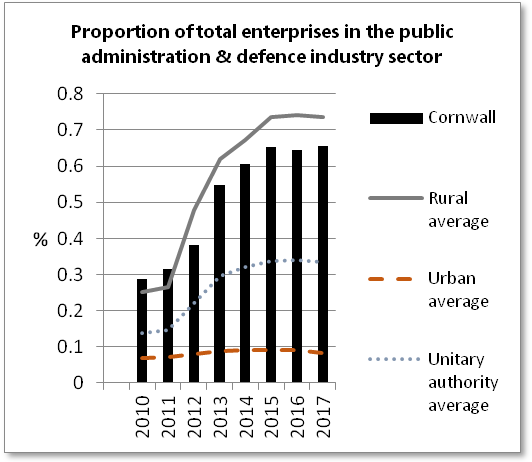 Proportion of total enterprises in the public
administration & defence industry sector
0.8
0.7
0.6
0.5
0.4
0.3
0.2
0.1
0
%
2010
2011
2012
2013
2014
2015
2016
2017
Cornwall
Rural
average
Urban
average
Unitary
authority
average